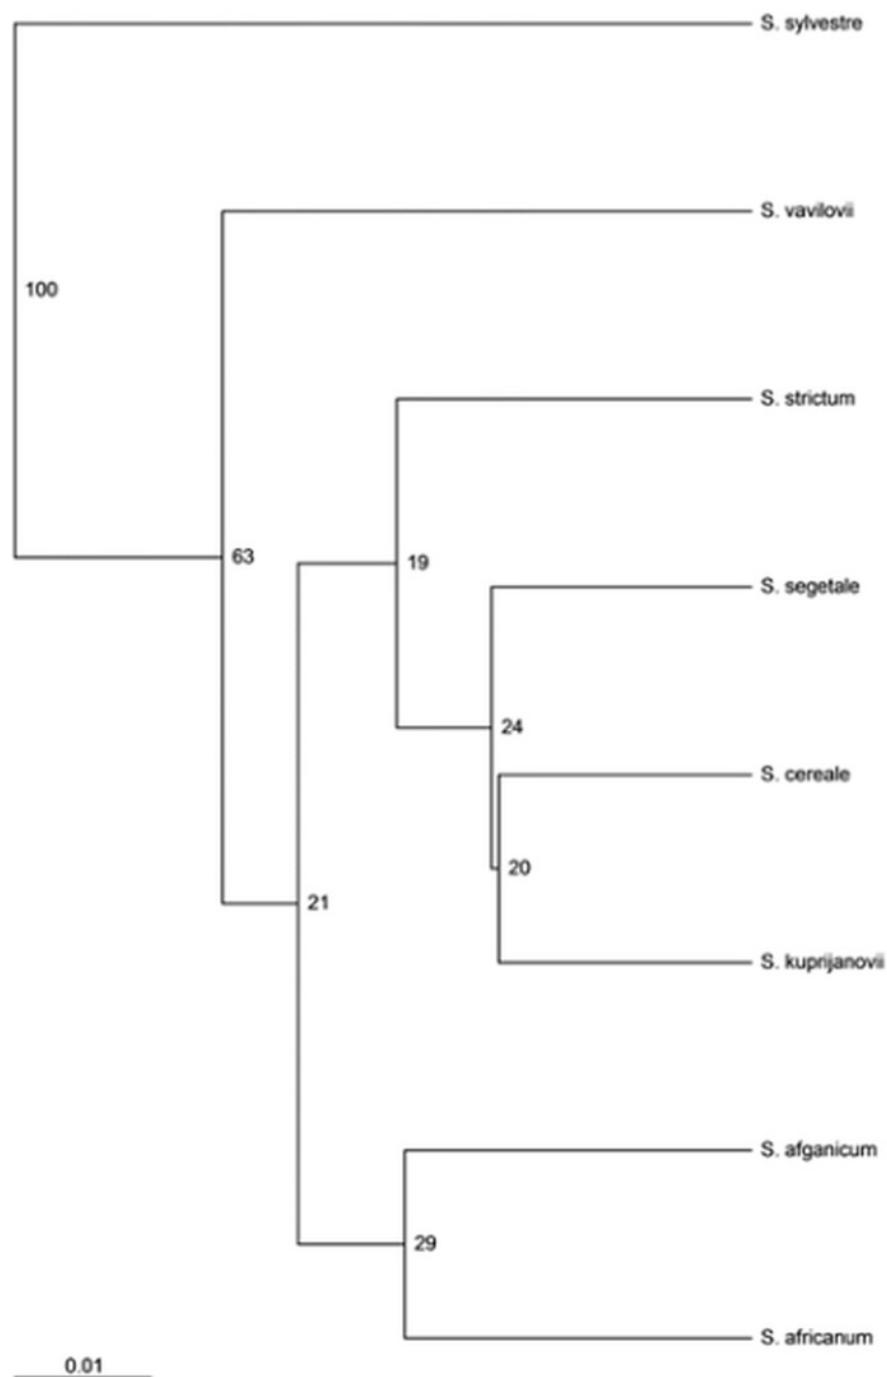 S. sylvestre
S. vavilovii
100
S. strictum
63
19
S. segetale
24
S. cereale
20
21
S. kuprijanovii
S. afganicum
29
S. africanum
0.01